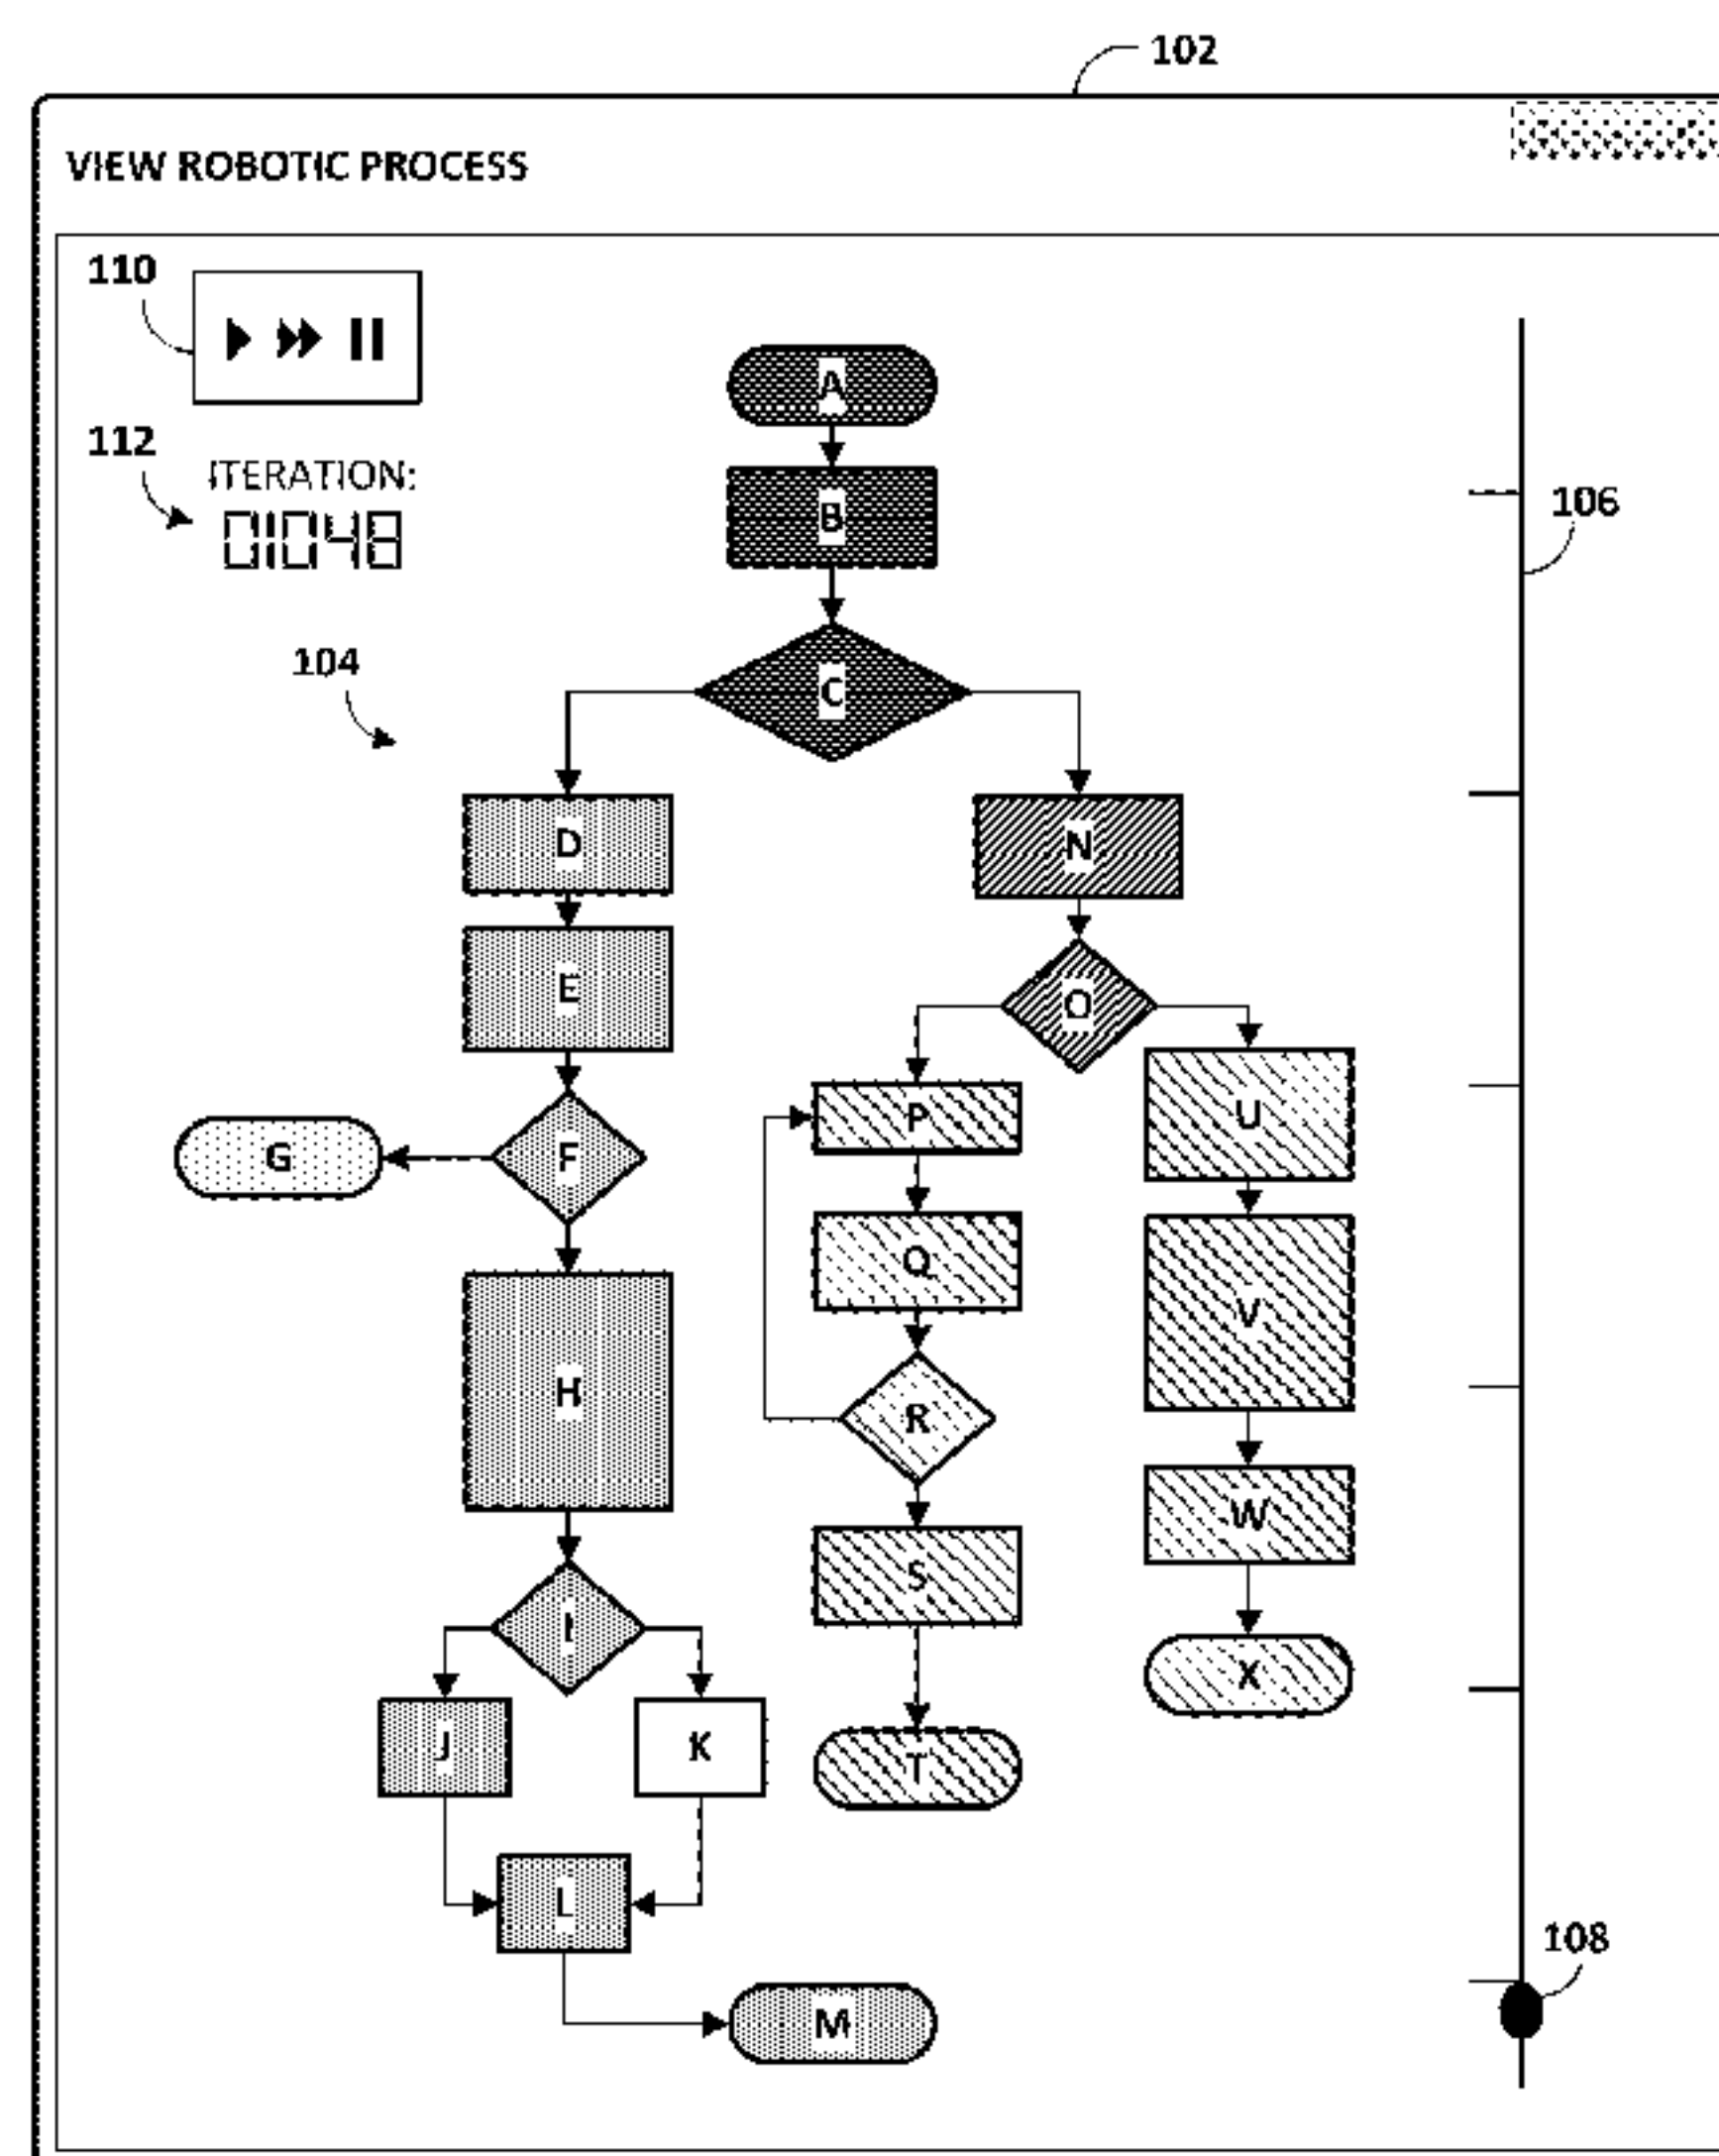 102
VIEW ROBOTIC PROCESS
110
112
ITERATION:
01048
A
B
106
104
C
D
N
E
O
P
U
G
F
Q
V
H
R
W
S
I
X
J
K
T
L
108
M